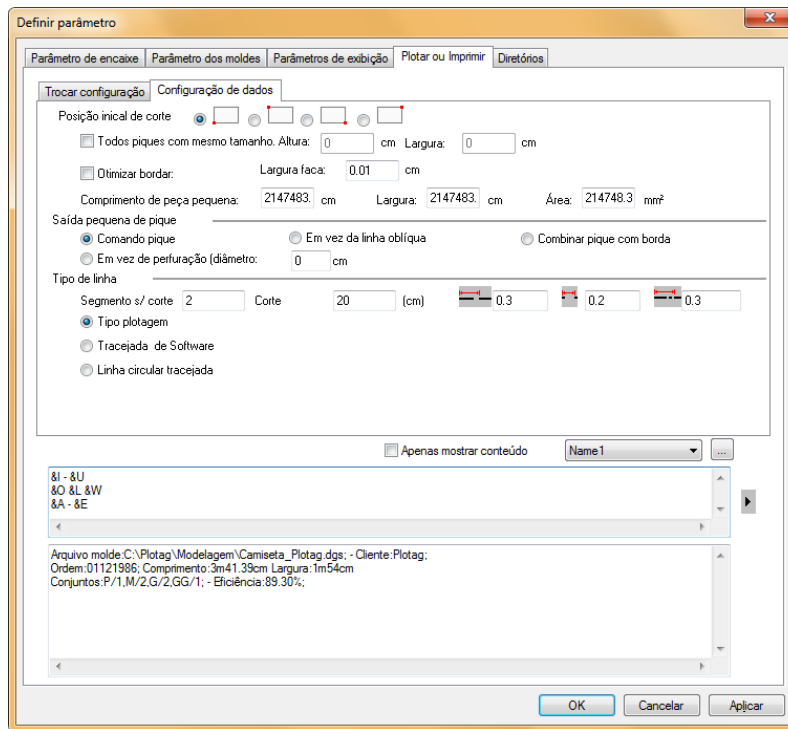 Definir parâmetro
Parâmetro de encaixe Parâmetro dos moldes Parâmetros de exibição Plotar ou Imprimir Diretórios
Trocar configuração Configuração de dados
Posição inical de corte
Todos piques com mesmo tamanho. Altura: 0 cm Largura: 0 cm
Otimizar bordar: Largura faca: 0.01 cm
Comprimento de peça pequena: 2147483. cm Largura: 2147483. cm Área: 214748.3 mm²
Saída pequena de pique
Comando pique Em vez da linha oblíqua Combinar pique com borda
Em vez de perfuração (diâmetro: 0 cm
Tipo de linha
Segmento s/ corte 2 Corte 20 (cm) 0.3 0.2 0.3
Tipo plotagem
Tracejada de Software
Linha circular tracejada
Apenas mostrar conteúdo Name1 ...
&I - &U
&O &L &W
&A - &E
Arquivo molde:C:\Plotag\Modelagem\Camiseta_Plotag.dgs; - Cliente:Plotag;
Ordem:01121986; Comprimento:3m41.39cm Largura:1m54cm
Conjuntos:P/1,M/2,G/2,GG/1; - Eficiência:89.30%;
OK Cancelar Aplicar